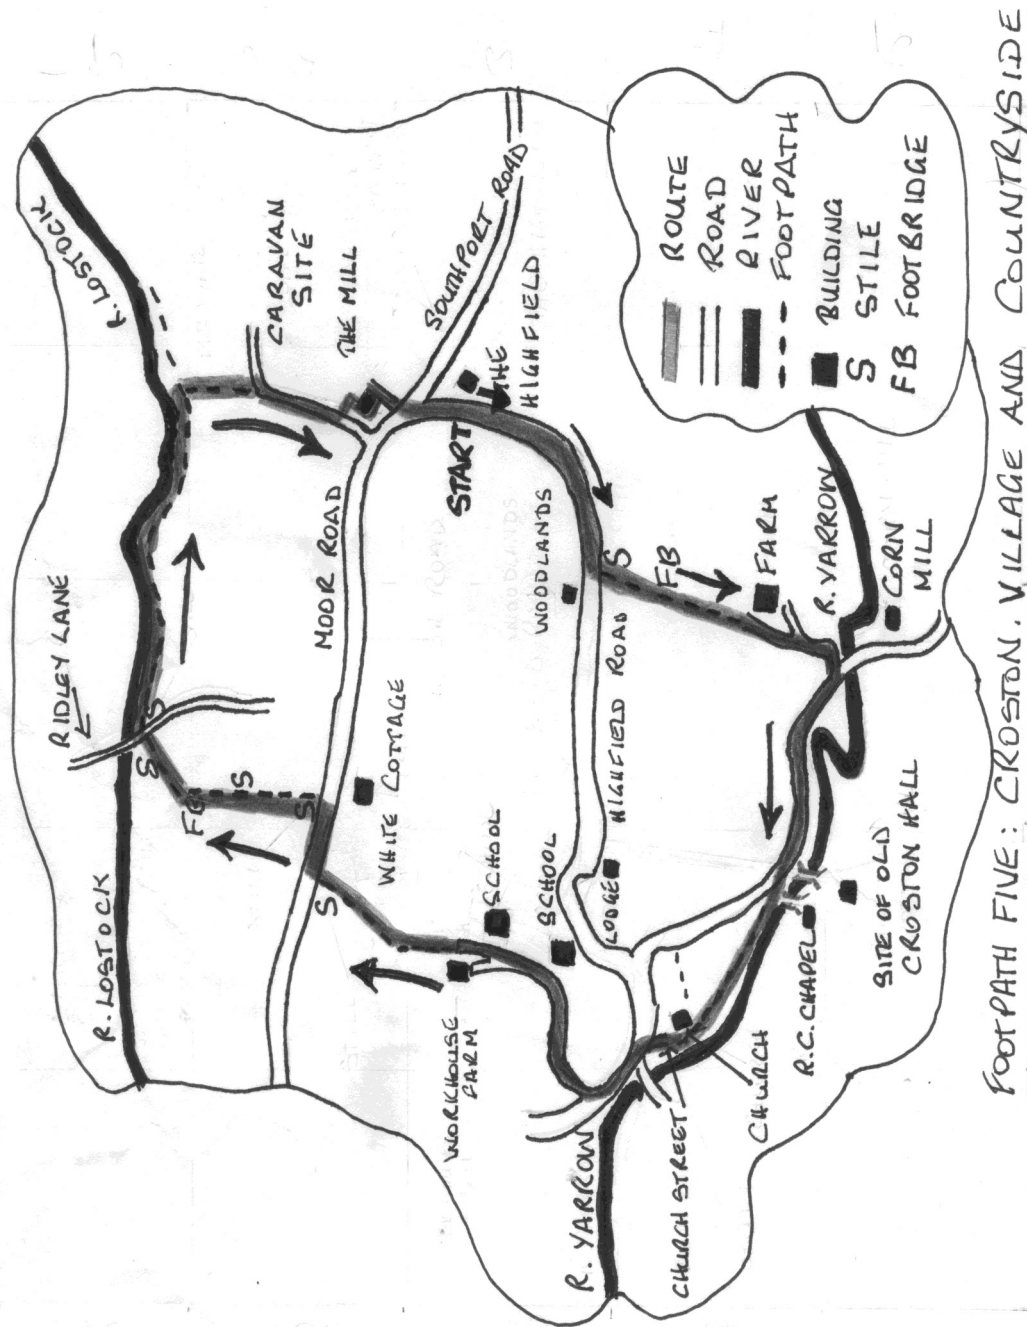 R. LOSTOCK
RIDLEY LANE
R. LOSTOCK
S
S
FB
S
S
S
CARAVAN
SITE
THE MILL
MOOR ROAD
SOUTHPORT ROAD
WHITE COTTAGE
START
THE
HIGHFIELD
WORKHOUSE
FARM
SCHOOL
SCHOOL
WOODLANDS
S
FB
LODGE
HIGHFIELD ROAD
FARM
R. YARROW
CHURCH STREET
CHURCH
R.C. CHAPEL
SITE OF OLD
CROSTON HALL
R. YARROW
CORN
MILL
ROUTE
ROAD
RIVER
FOOTPATH
BUILDING
S STILE
FB FOOTBRIDGE
FOOTPATH FIVE: CROSTON. VILLAGE AND COUNTRYSIDE